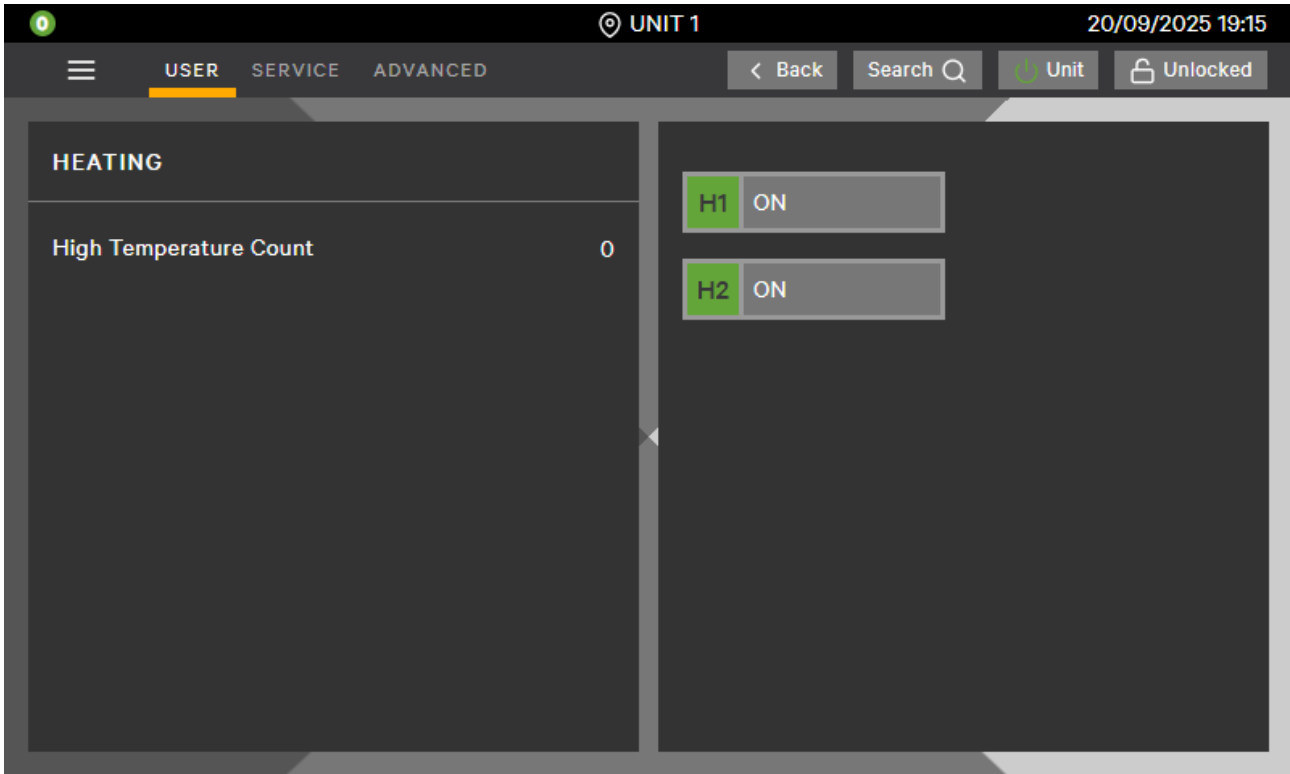 0 UNIT 1 20/09/2025 19:15
USER SERVICE ADVANCED Back Search Unit Unlocked
HEATING
High Temperature Count 0
H1 ON
H2 ON